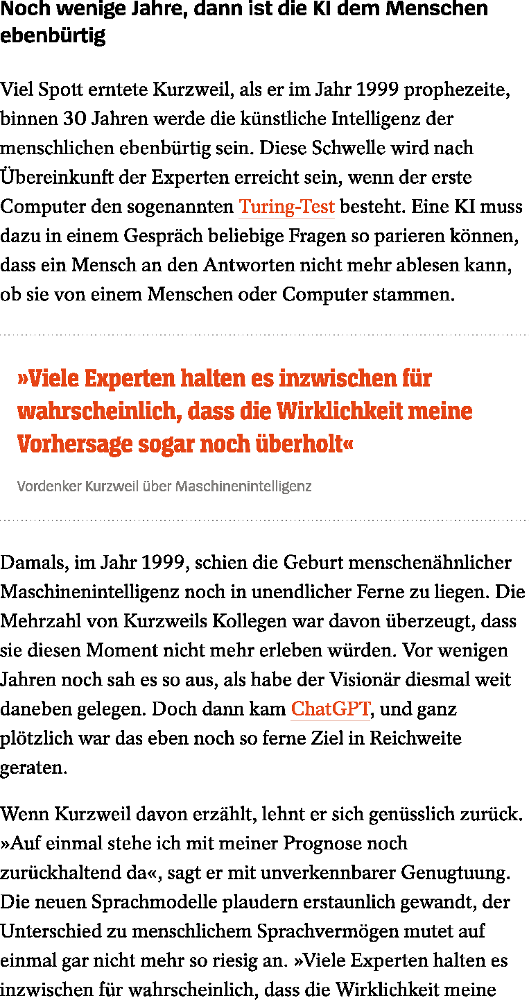 Noch wenige Jahre, dann ist die KI dem Menschen
ebenbürtig
Viel Spott erntete Kurzweil, als er im Jahr 1999 prophezeite,
binnen 30 Jahren werde die künstliche Intelligenz der
menschlichen ebenbürtig sein. Diese Schwelle wird nach
Übereinkunft der Experten erreicht sein, wenn der erste
Computer den sogenannten Turing-Test besteht. Eine KI muss
dazu in einem Gespräch beliebige Fragen so parieren können,
dass ein Mensch an den Antworten nicht mehr ablesen kann,
ob sie von einem Menschen oder Computer stammen.
»Viele Experten halten es inzwischen für
wahrscheinlich, dass die Wirklichkeit meine
Vorhersage sogar noch überholt«
Vordenker Kurzweil über Maschinenintelligenz
Damals, im Jahr 1999, schien die Geburt menschenähnlicher
Maschinenintelligenz noch in unendlicher Ferne zu liegen. Die
Mehrzahl von Kurzweils Kollegen war davon überzeugt, dass
sie diesen Moment nicht mehr erleben würden. Vor wenigen
Jahren noch sah es so aus, als habe der Visionär diesmal weit
daneben gelegen. Doch dann kam ChatGPT, und ganz
plötzlich war das eben noch so ferne Ziel in Reichweite
geraten.
Wenn Kurzweil davon erzählt, lehnt er sich genüsslich zurück.
»Auf einmal stehe ich mit meiner Prognose noch
zurückhaltend da«, sagt er mit unverkennbarer Genugtuung.
Die neuen Sprachmodelle plaudern erstaunlich gewandt, der
Unterschied zu menschlichem Sprachvermögen mutet auf
einmal gar nicht mehr so riesig an. »Viele Experten halten es
inzwischen für wahrscheinlich, dass die Wirklichkeit meine